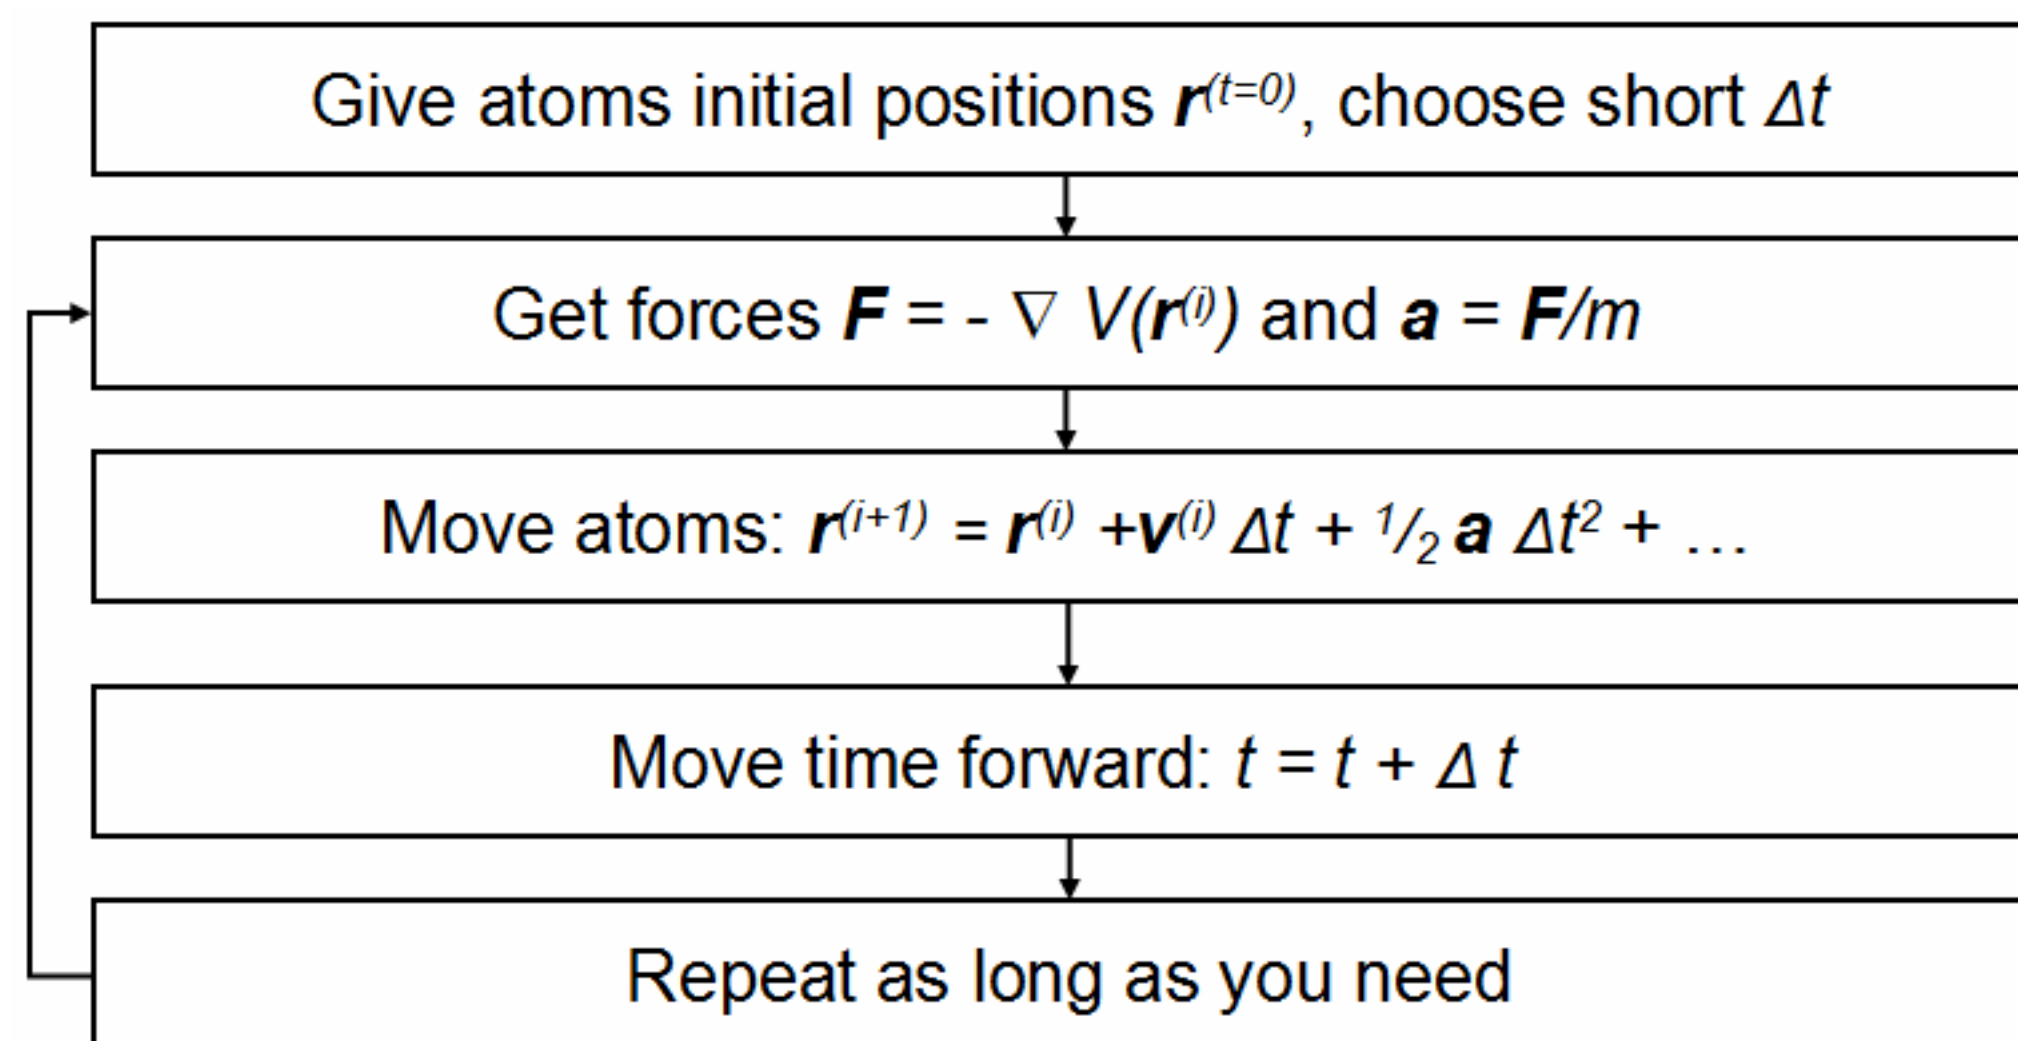 Give atoms initial positions r(t=0), choose short Δt
Get forces F = - ∇ V(r(i)) and a = F/m
Move atoms: r(i+1) = r(i) +v(i) Δt + 1/2 a Δt2 + …
Move time forward: t = t + Δ t
Repeat as long as you need